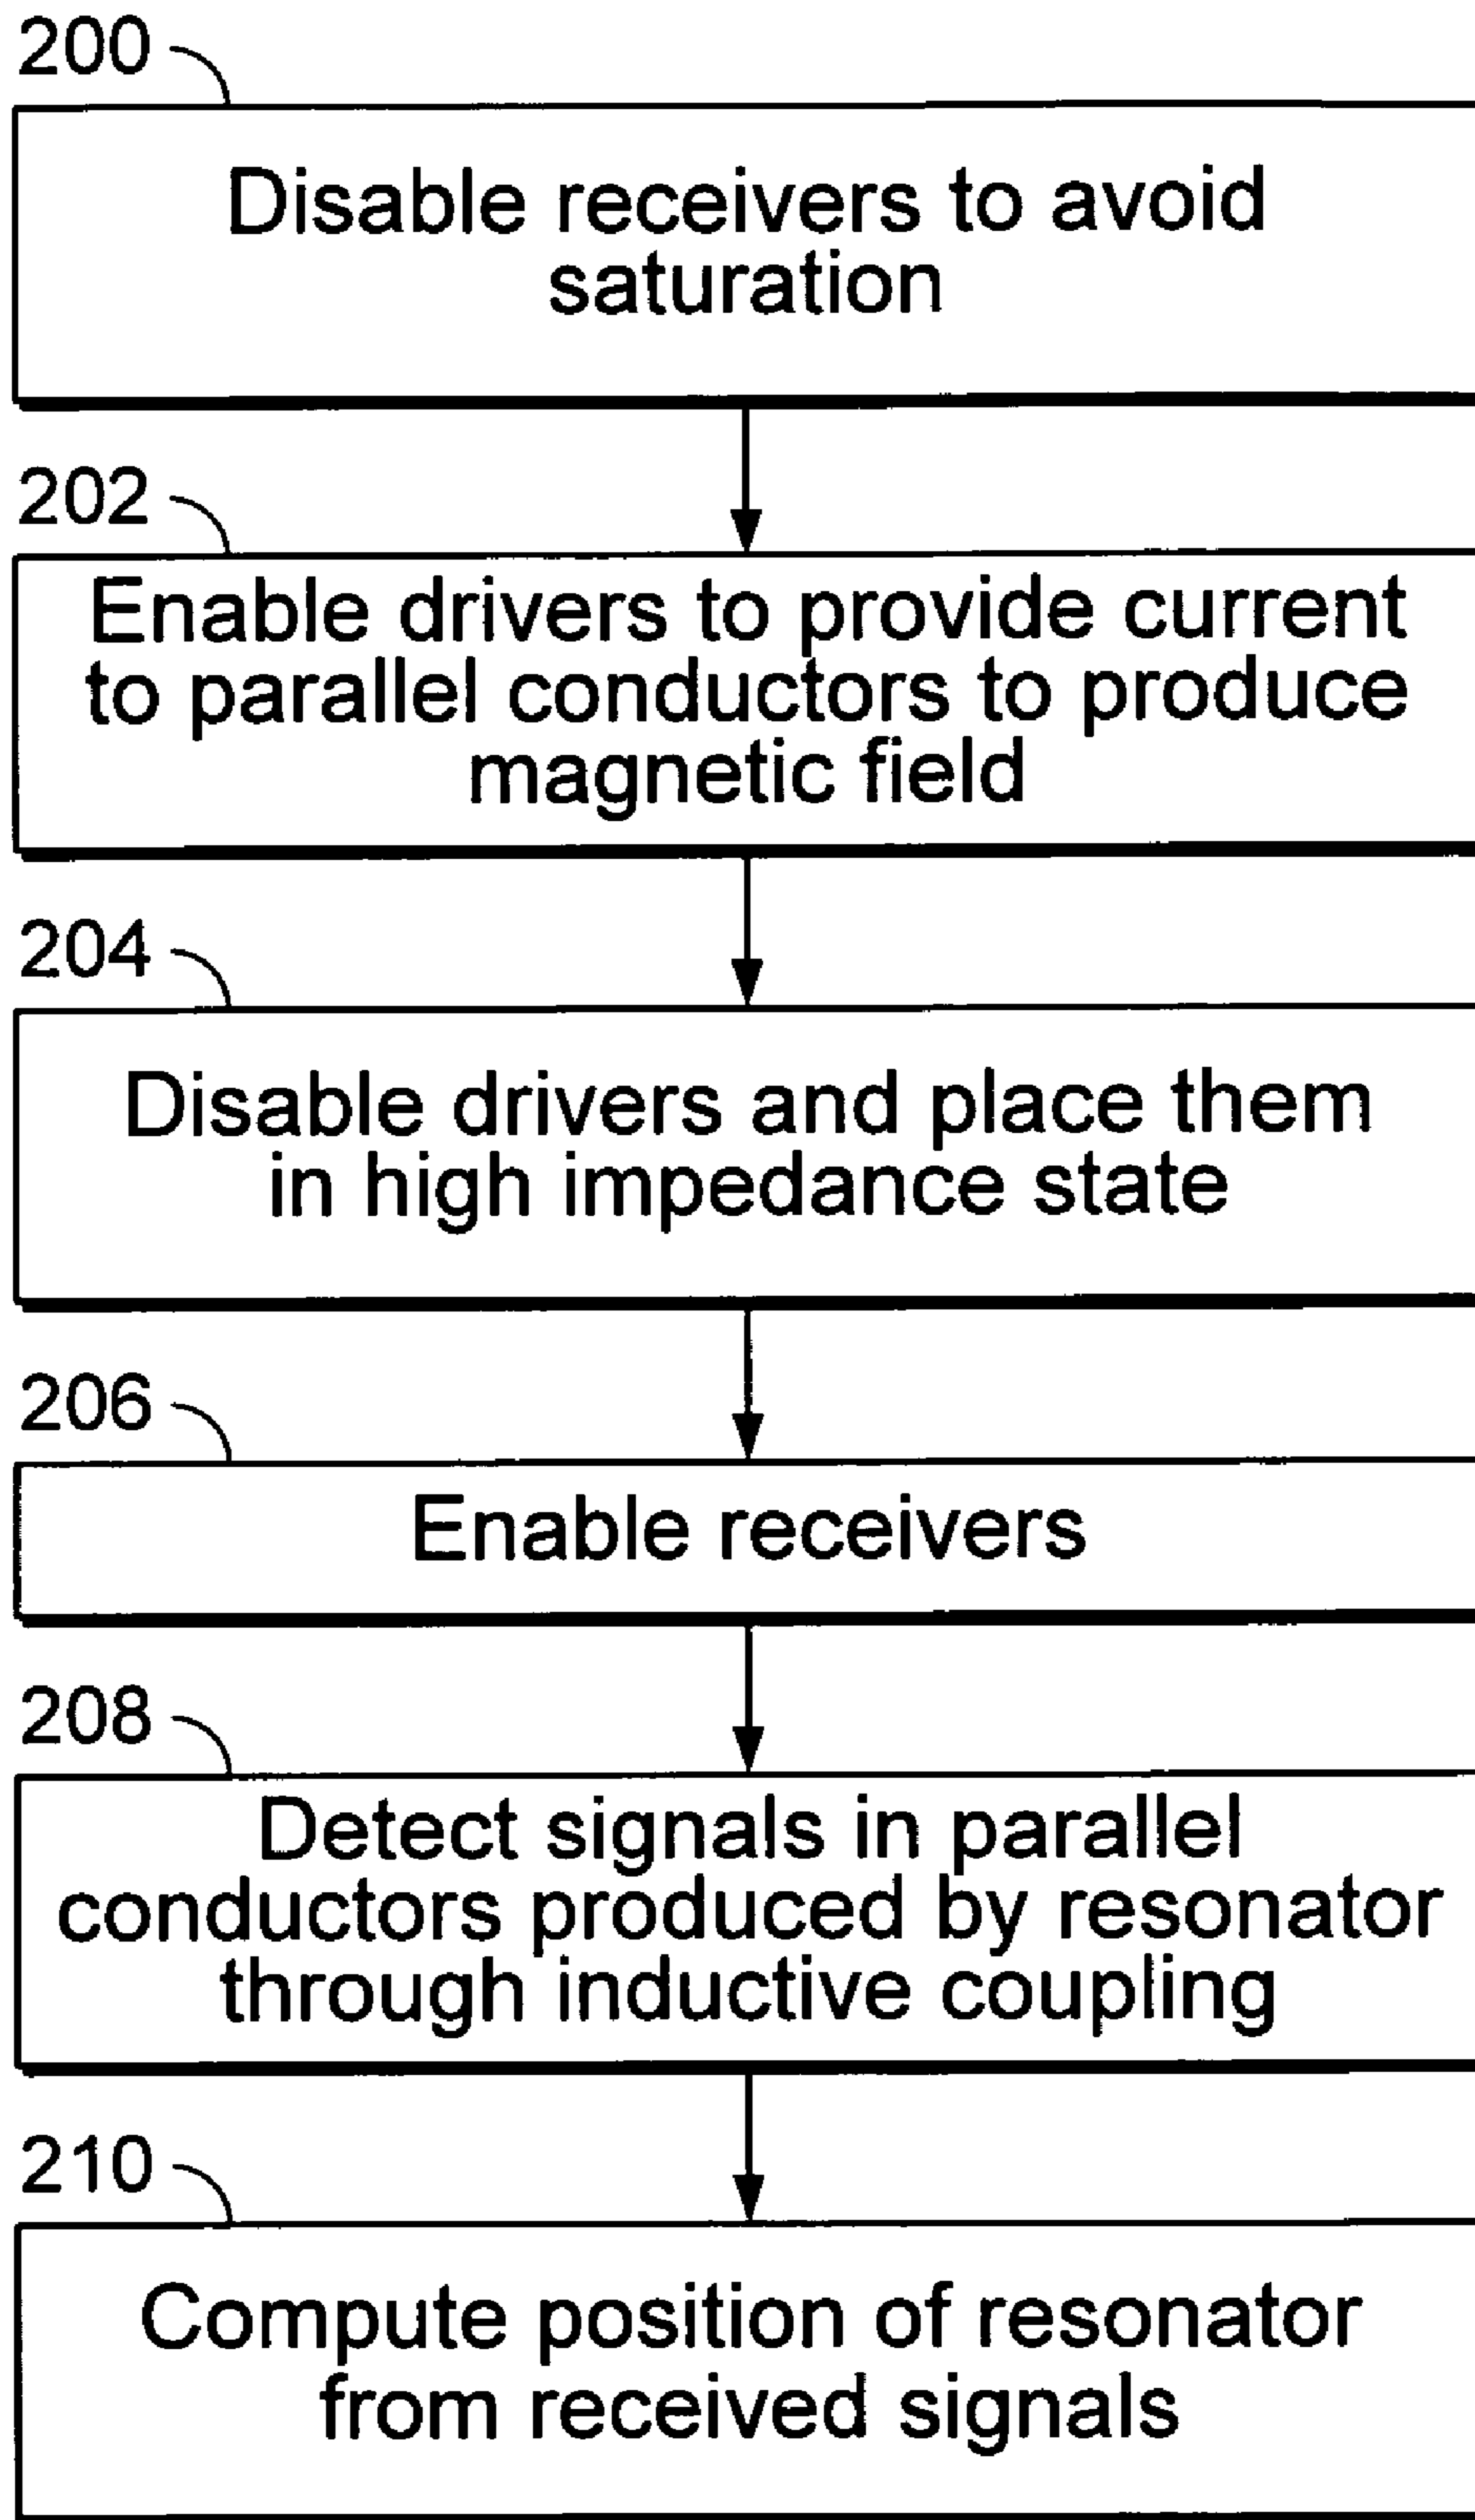 200
Disable receivers to avoid
saturation
202
Enable drivers to provide current
to parallel conductors to produce
magnetic field
204
Disable drivers and place them
in high impedance state
206
Enable receivers
208
Detect signals in parallel
conductors produced by resonator
through inductive coupling
210
Compute position of resonator
from received signals